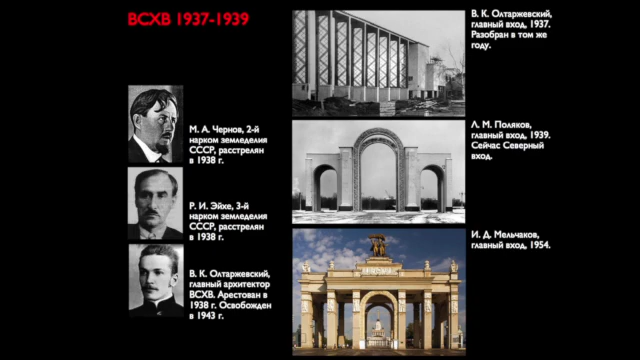 ВСХВ 1937-1939
М. А. Чернов, 2-й
нарком земледелия
СССР, расстрелян
в 1938 г.
Р. И. Эйхе, 3-й
нарком земледелия
СССР, расстрелян
в 1938 г.
В. К. Олтаржевский,
главный архитектор
ВСХВ. Арестован в
1938 г. Освобожден
в 1943 г.
В. К. Олтаржевский,
главный вход, 1937.
Разобран в том же
году.
Л. М. Поляков,
главный вход, 1939.
Сейчас Северный
вход.
И. Д. Мельчаков,
главный вход, 1954.